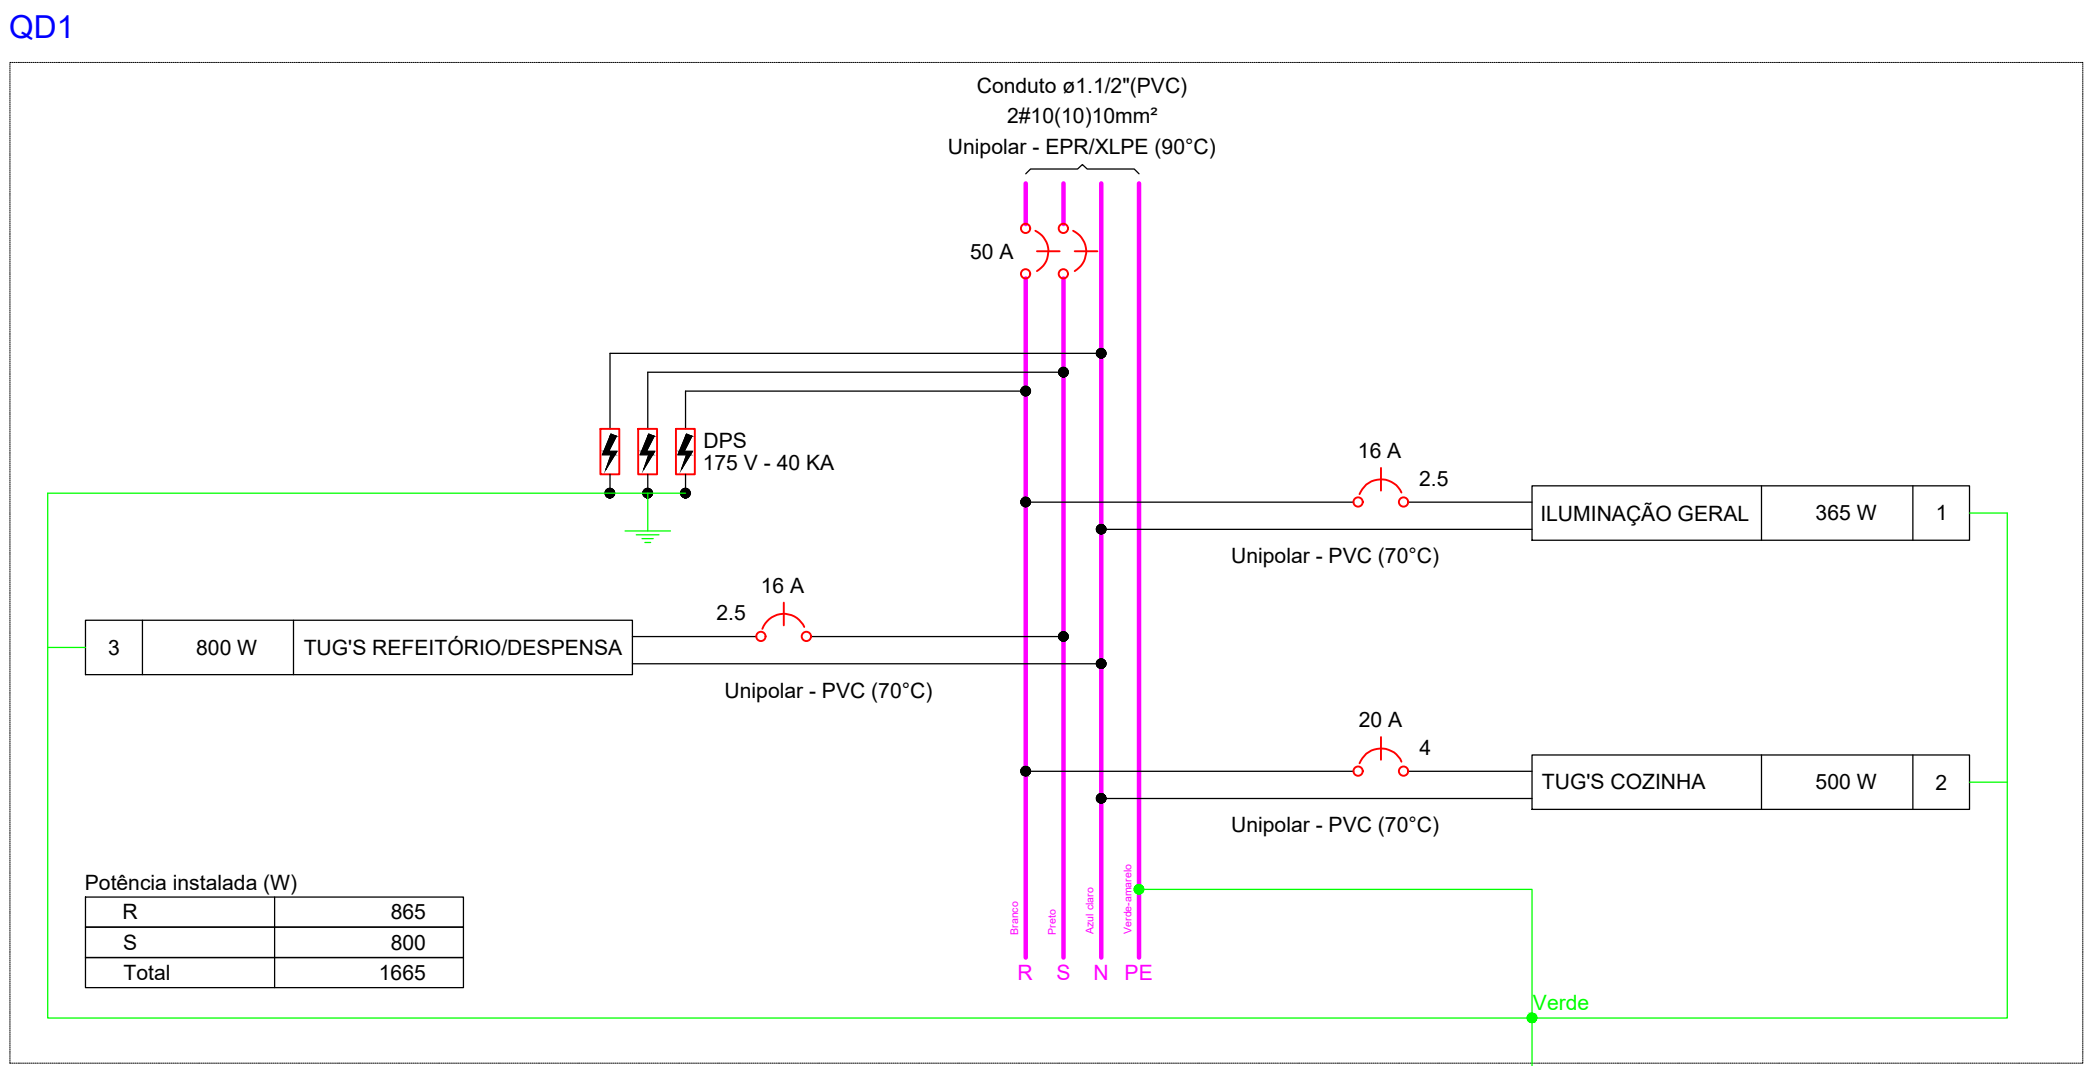 QD1
Conduto ø1.1/2"(PVC)
2#10(10)10mm²
Unipolar - EPR/XLPE (90°C)
50 A
DPS
175 V - 40 KA
16 A
2.5
ILUMINAÇÃO GERAL
365 W
1
Unipolar - PVC (70°C)
16 A
2.5
3
800 W
TUG'S REFEITÓRIO/DESPENSA
Unipolar - PVC (70°C)
20 A
4
TUG'S COZINHA
500 W
2
Unipolar - PVC (70°C)
Potência instalada (W)
R 865
S 800
Total 1665
Branco
Preto
Azul claro
Verde-amarelo
R S N PE
Verde